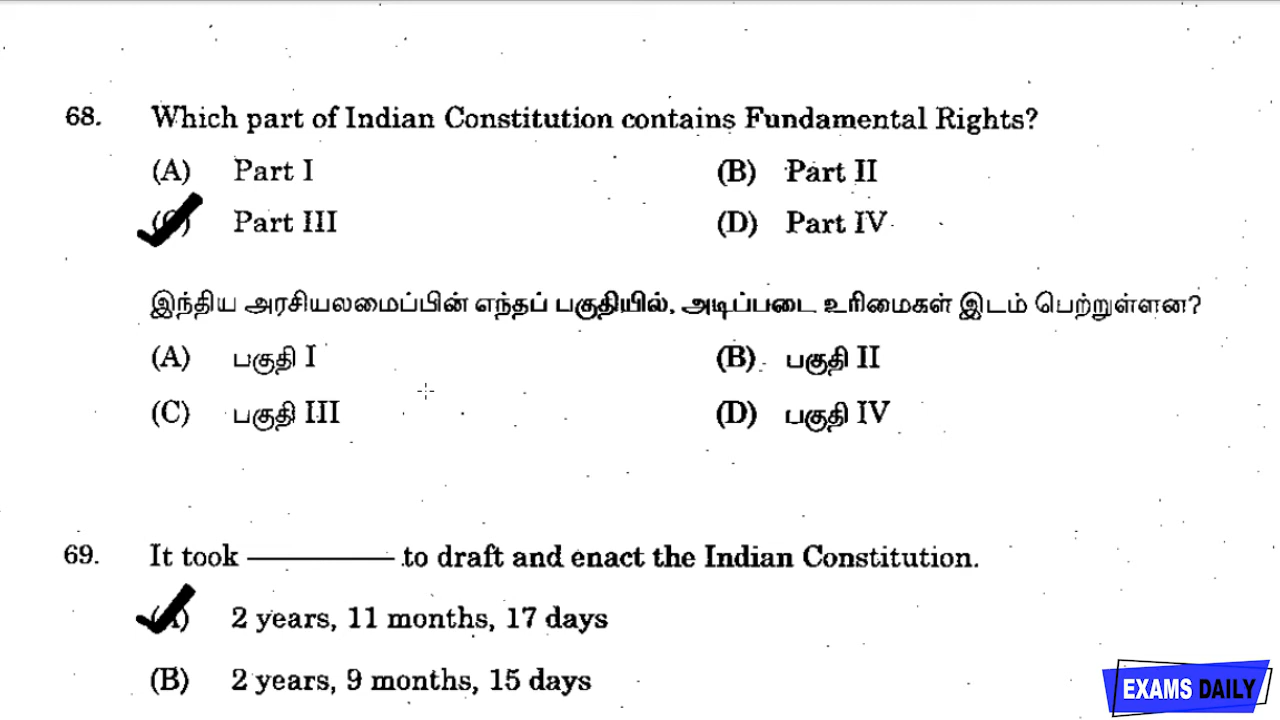 68. Which part of Indian Constitution contains Fundamental Rights?
(A) Part I (B) Part II
(C) Part III (D) Part IV
இந்திய அரசியலமைப்பின் எந்தப் பகுதியில், அடிப்படை உரிமைகள் இடம் பெற்றுள்ளன?
(A) பகுதி I (B) பகுதி II
(C) பகுதி III (D) பகுதி IV
69. It took ———— to draft and enact the Indian Constitution.
(A) 2 years, 11 months, 17 days
(B) 2 years, 9 months, 15 days
EXAMS DAILY